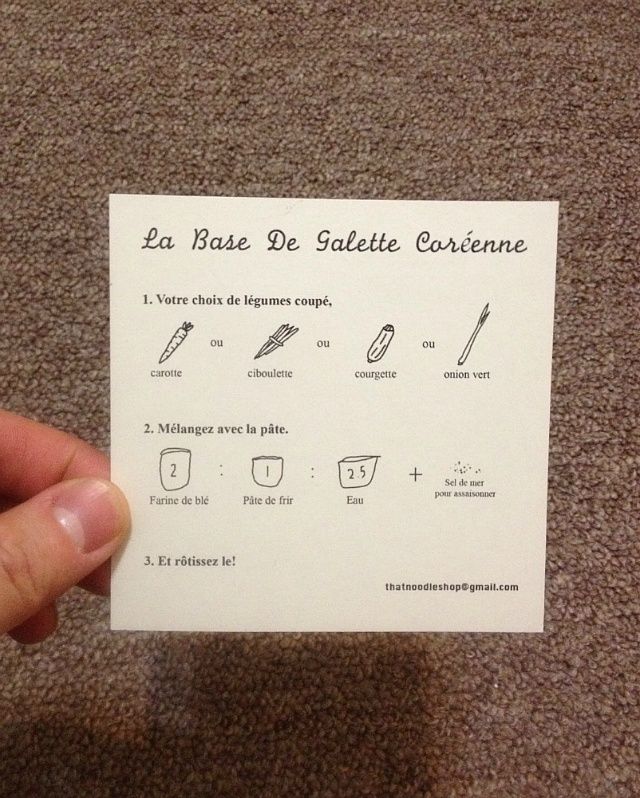 La Base De Galette Coréenne
1. Votre choix de légumes coupé,
ou ou ou
carotte ciboulette courgette onion vert
2. Mélangez avec la pâte.
2 : 1 : 2.5 +
Farine de blé Pâte de frir Eau Sel de mer
pour assaisonner
3. Et rôtissez le!
thatnoodleshop@gmail.com